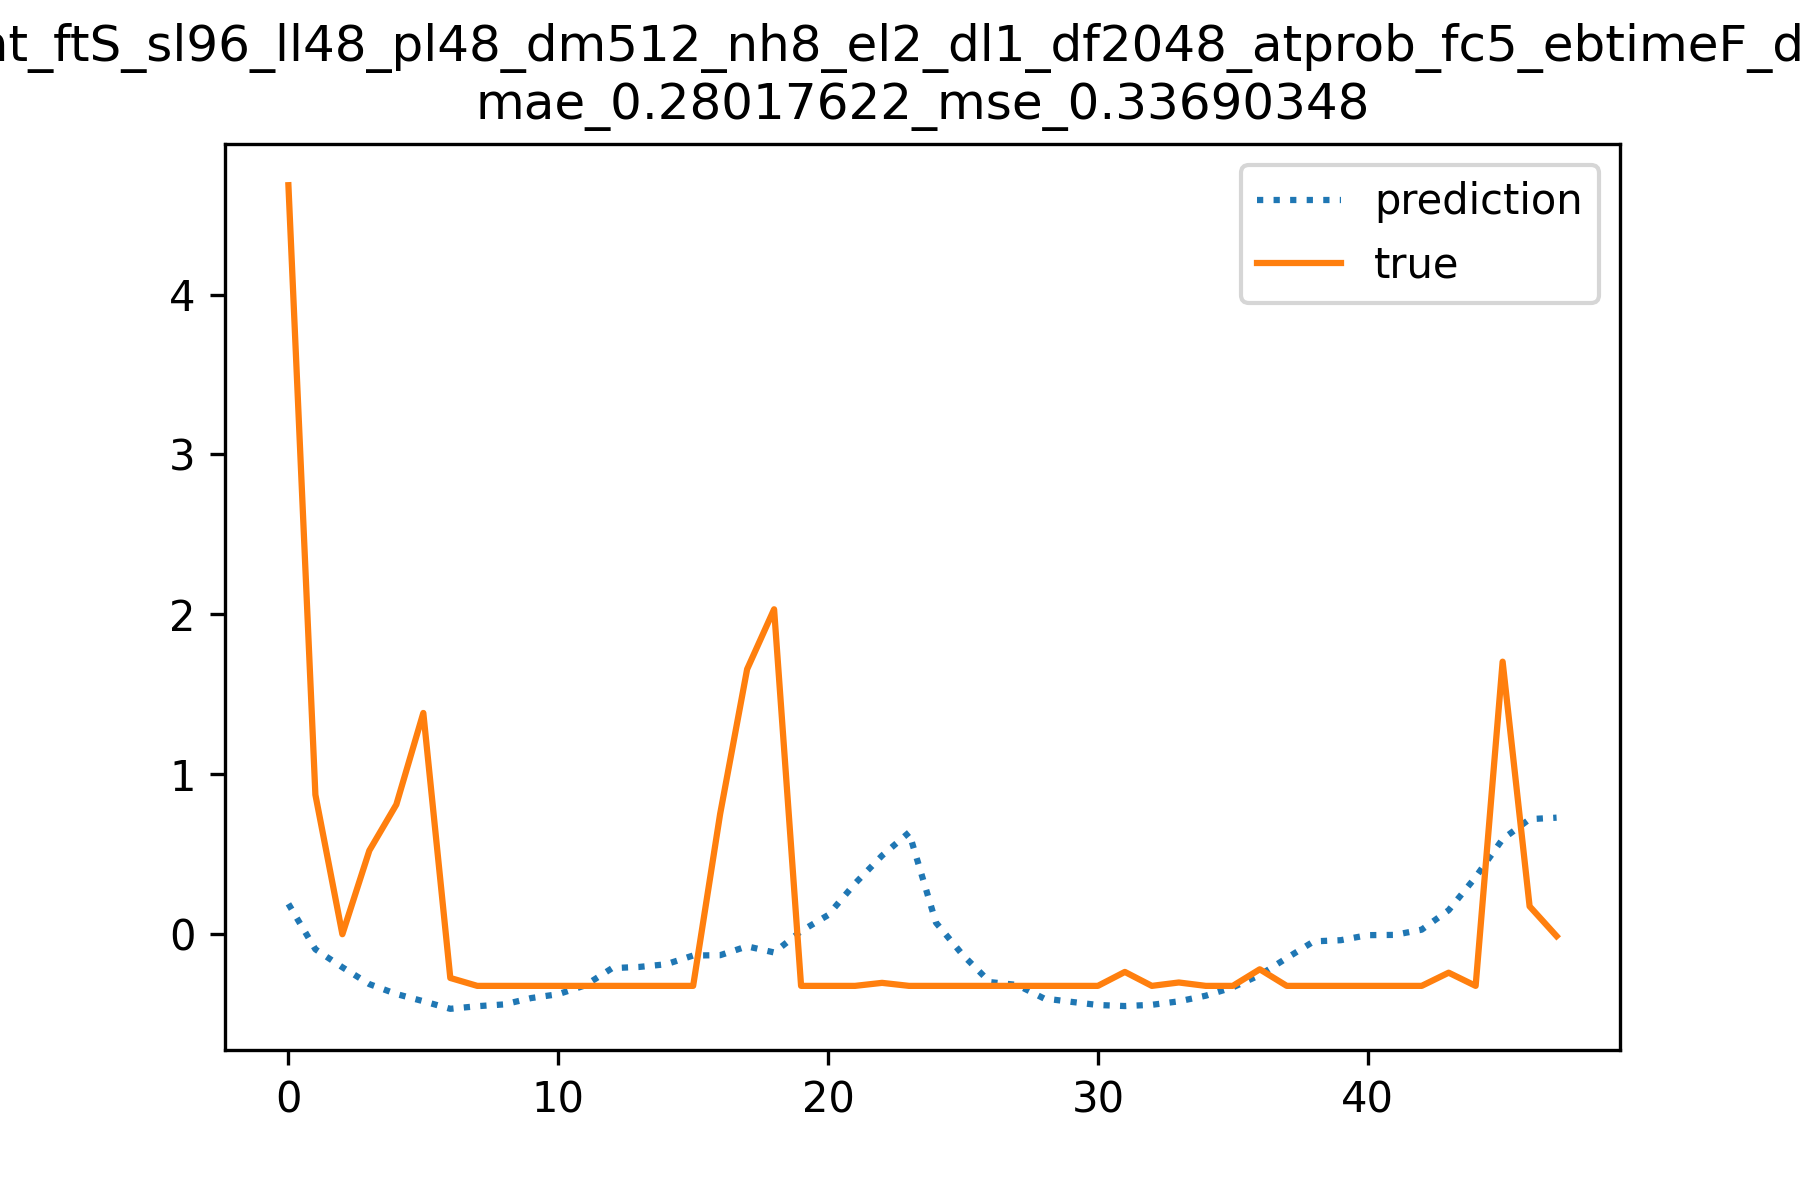 nt_ftS_sl96_ll48_pl48_dm512_nh8_el2_dl1_df2048_atprob_fc5_ebtimeF_d
mae_0.28017622_mse_0.33690348
prediction
true
4
3
2
1
0
0 10 20 30 40